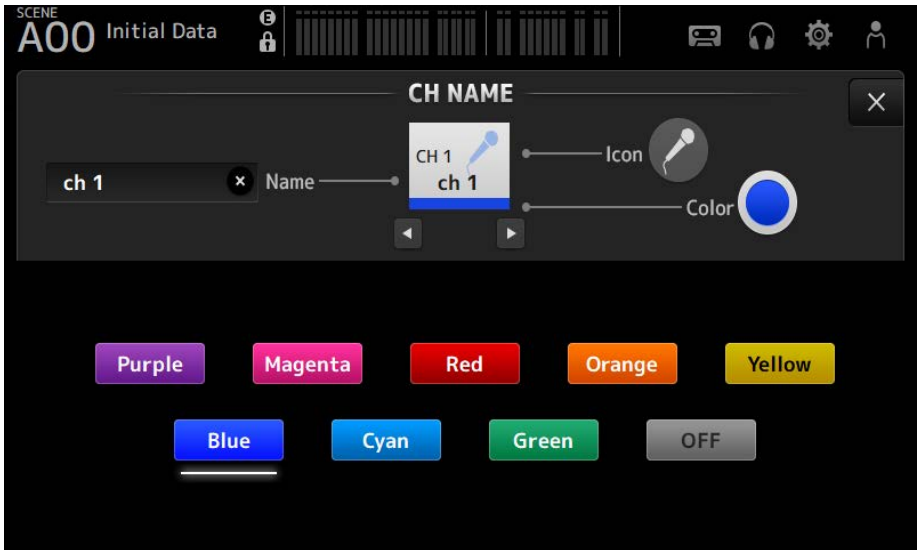 SCENE
A00 Initial Data
E
CH NAME
CH 1
ch 1
ch 1
Name
Icon
Color
Purple
Magenta
Red
Orange
Yellow
Blue
Cyan
Green
OFF